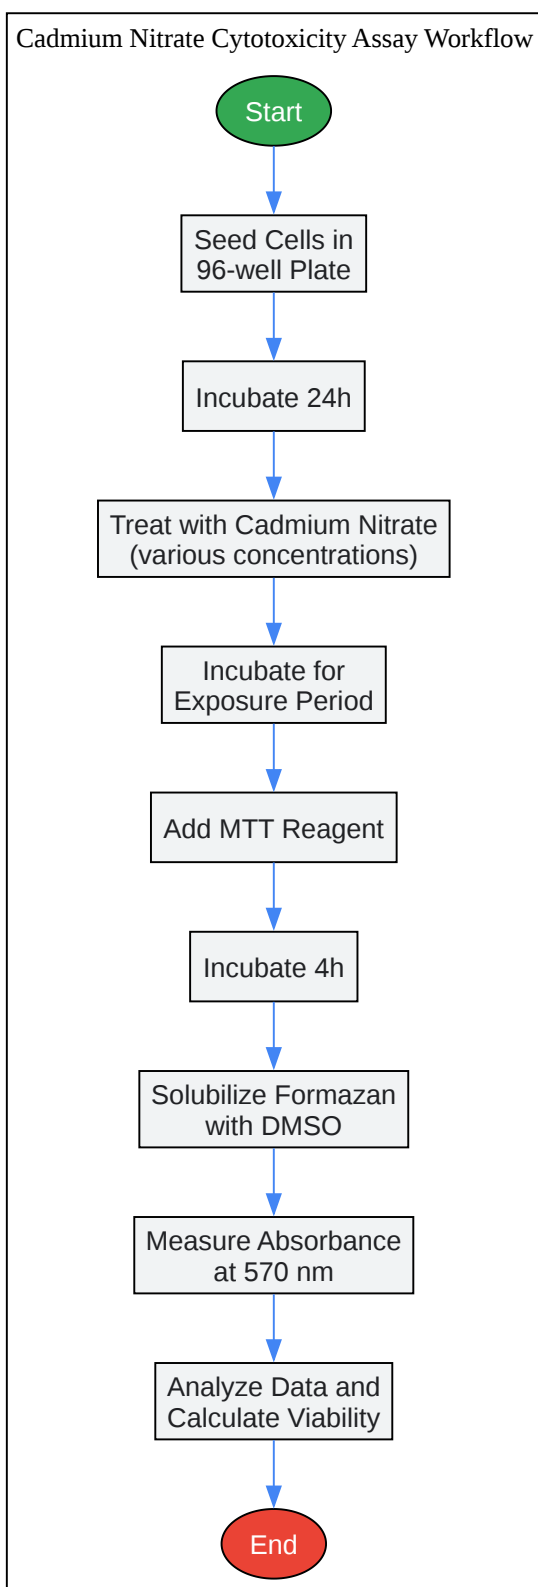 Cadmium Nitrate Cytotoxicity Assay Workflow
Start
Seed Cells in
96-well Plate
Incubate 24h
Treat with Cadmium Nitrate
(various concentrations)
Incubate for
Exposure Period
Add MTT Reagent
Incubate 4h
Solubilize Formazan
with DMSO
Measure Absorbance
at 570 nm
Analyze Data and
Calculate Viability
End